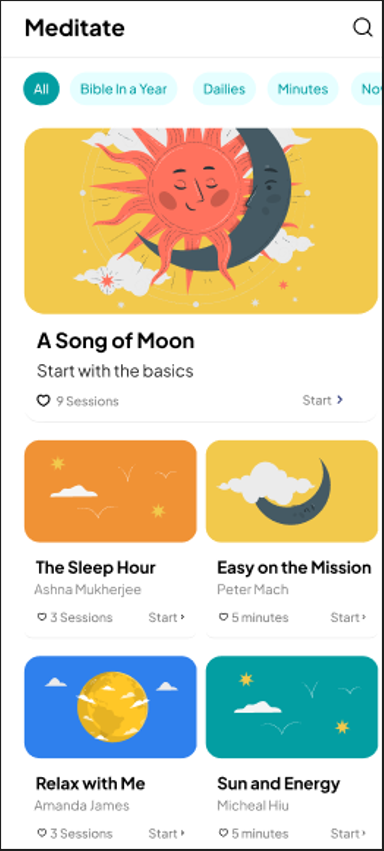 Meditate
All Bible In a Year Dailies Minutes
A Song of Moon
Start with the basics
9 Sessions Start
The Sleep Hour Easy on the Mission
Ashna Mukherjee Peter Mach
3 Sessions Start 5 minutes Start
Relax with Me Sun and Energy
Amanda James Micheal Hiu
3 Sessions Start 5 minutes Start